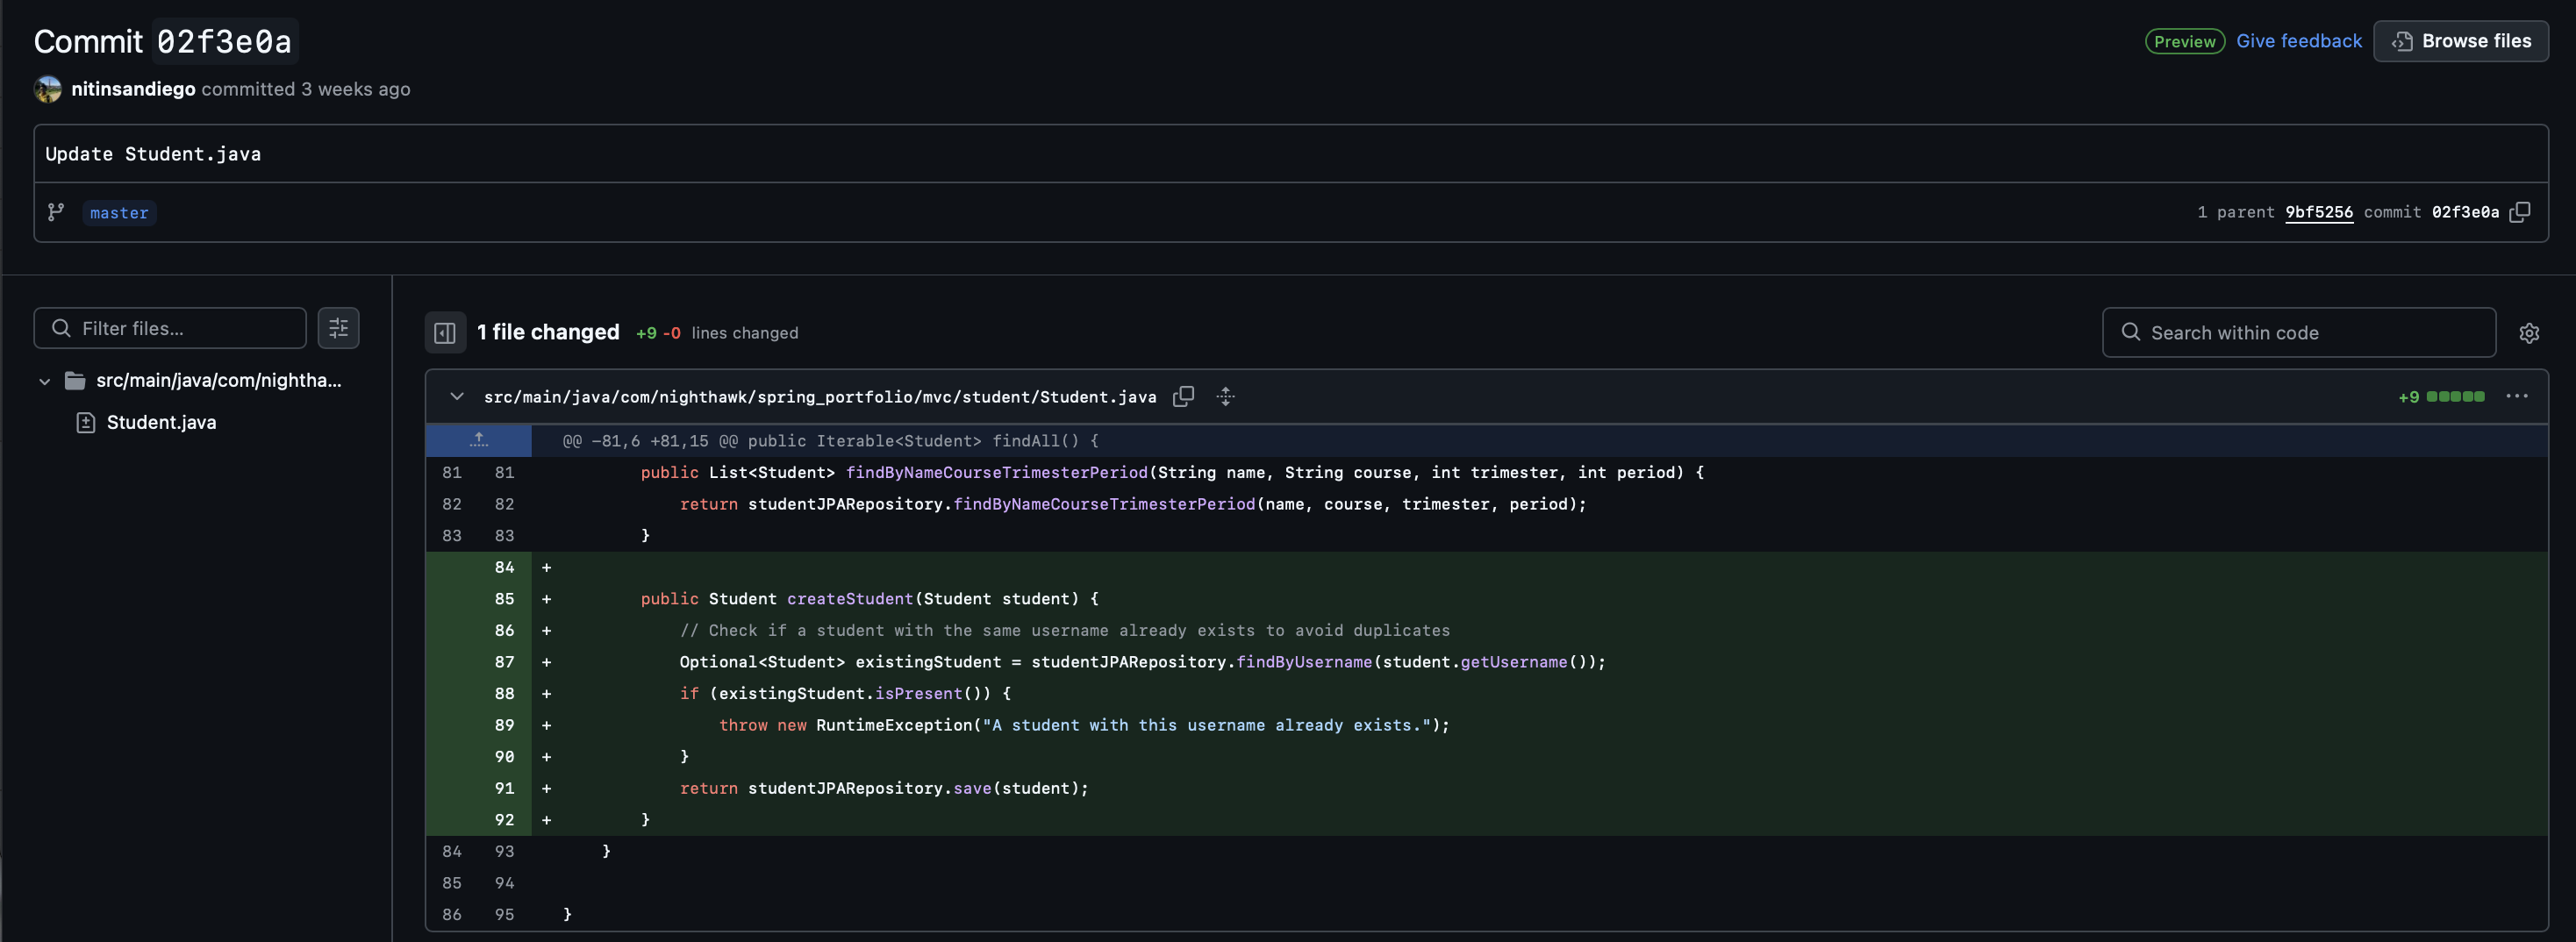 Commit 02f3e0a
Preview Give feedback Browse files
nitinsandiego committed 3 weeks ago
Update Student.java
master
1 parent 9bf5256 commit 02f3e0a
Filter files...
src/main/java/com/nightha...
Student.java
1 file changed +9 -0 lines changed
Search within code
src/main/java/com/nighthawk/spring_portfolio/mvc/student/Student.java
+9
@@ -81,6 +81,15 @@ public Iterable<Student> findAll() {
81 81 public List<Student> findByNameCourseTrimesterPeriod(String name, String course, int trimester, int period) {
82 82 return studentJPARepository.findByNameCourseTrimesterPeriod(name, course, trimester, period);
83 83 }
84 +
85 + public Student createStudent(Student student) {
86 + // Check if a student with the same username already exists to avoid duplicates
87 + Optional<Student> existingStudent = studentJPARepository.findByUsername(student.getUsername());
88 + if (existingStudent.isPresent()) {
89 + throw new RuntimeException("A student with this username already exists.");
90 + }
91 + return studentJPARepository.save(student);
92 + }
84 93 }
85 94
86 95 }